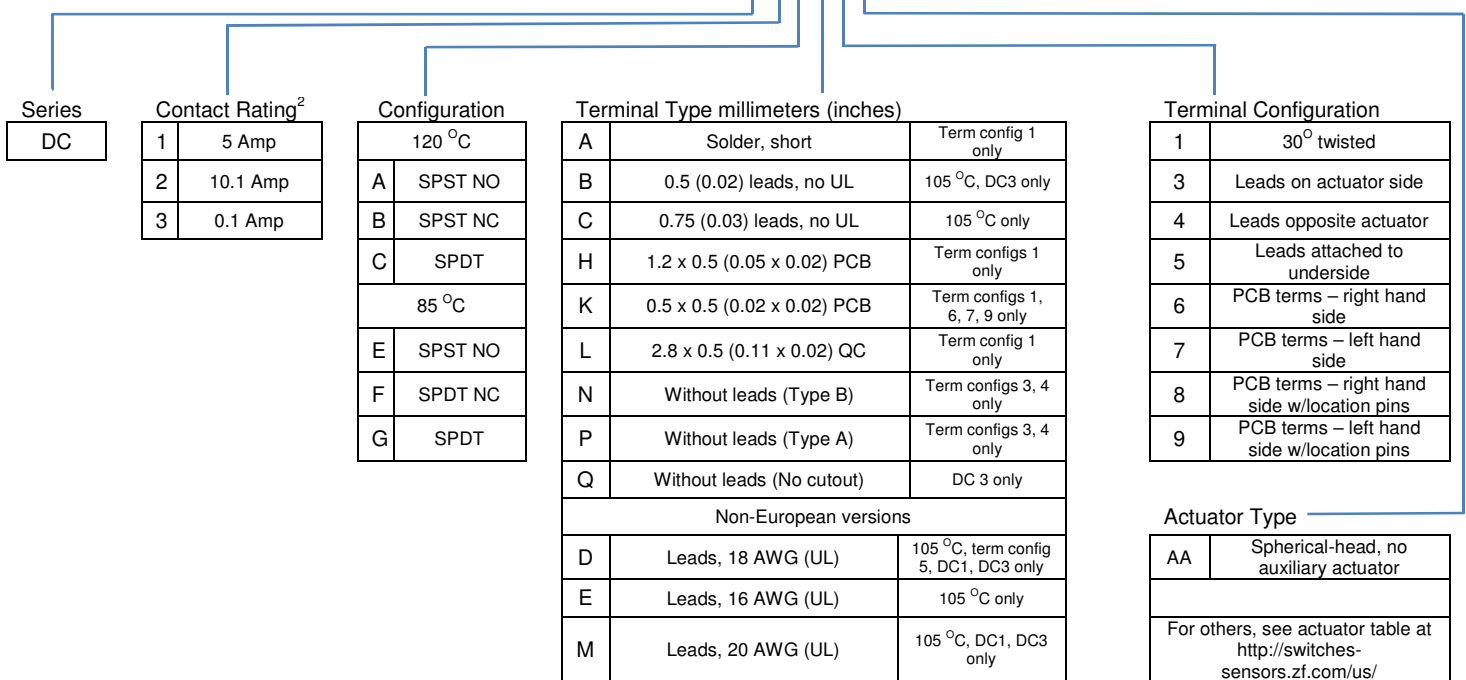 Series
DC
Contact Rating2
1 5 Amp
2 10.1 Amp
3 0.1 Amp
Configuration
120 OC
A SPST NO
B SPST NC
C SPDT
85 OC
E SPST NO
F SPDT NC
G SPDT
Terminal Type millimeters (inches)
A Solder, short Term config 1
only
B 0.5 (0.02) leads, no UL 105 OC, DC3 only
C 0.75 (0.03) leads, no UL 105 OC only
H 1.2 x 0.5 (0.05 x 0.02) PCB Term configs 1
only
K 0.5 x 0.5 (0.02 x 0.02) PCB Term configs 1,
6, 7, 9 only
L 2.8 x 0.5 (0.11 x 0.02) QC Term config 1
only
N Without leads (Type B) Term configs 3, 4
only
P Without leads (Type A) Term configs 3, 4
only
Q Without leads (No cutout) DC 3 only
Non-European versions
D Leads, 18 AWG (UL) 105 OC, term config
5, DC1, DC3 only
E Leads, 16 AWG (UL) 105 OC only
M Leads, 20 AWG (UL) 105 OC, DC1, DC3
only
Terminal Configuration
1 30O twisted
3 Leads on actuator side
4 Leads opposite actuator
5 Leads attached to
underside
6 PCB terms – right hand
side
7 PCB terms – left hand
side
8 PCB terms – right hand
side w/location pins
9 PCB terms – left hand
side w/location pins
Actuator Type
AA Spherical-head, no
auxiliary actuator
For others, see actuator table at
http://switches-
sensors.zf.com/us/